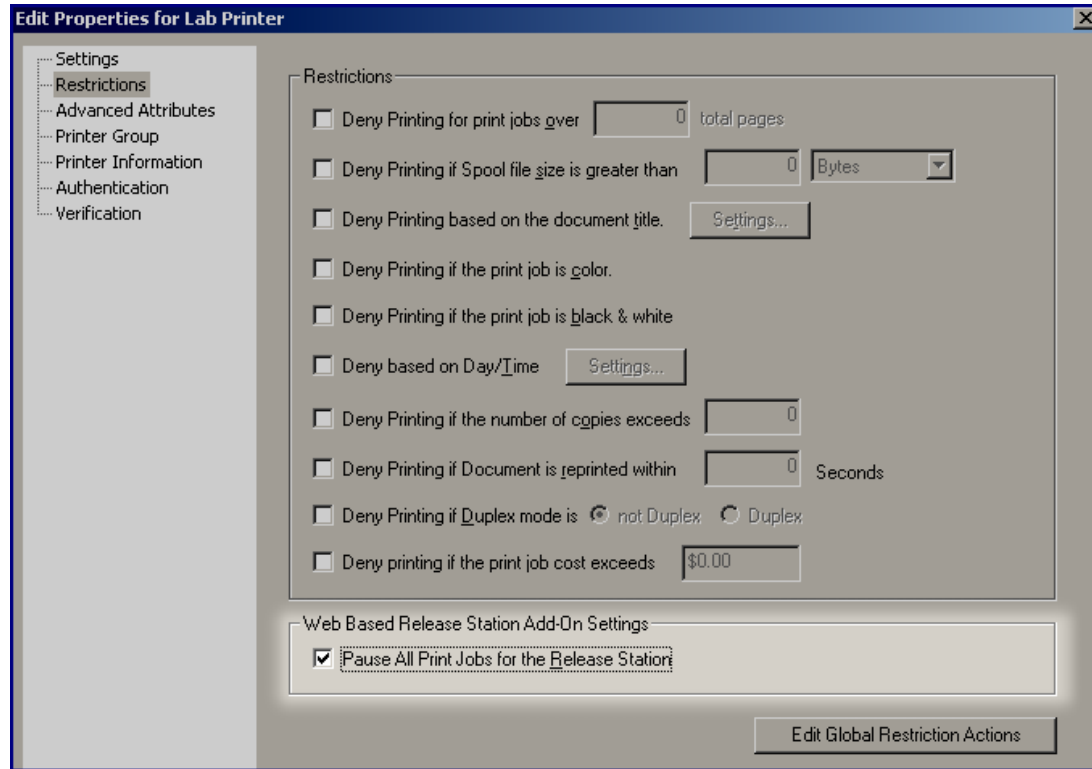 Edit Properties for Lab Printer
Settings
Restrictions
Advanced Attributes
Printer Group
Printer Information
Authentication
Verification
Restrictions
Deny Printing for print jobs over 0 total pages
Deny Printing if Spool file size is greater than 0 Bytes
Deny Printing based on the document title. Settings...
Deny Printing if the print job is color.
Deny Printing if the print job is black & white
Deny based on Day/Time Settings...
Deny Printing if the number of copies exceeds 0
Deny Printing if Document is reprinted within 0 Seconds
Deny Printing if Duplex mode is not Duplex Duplex
Deny printing if the print job cost exceeds $0.00
Web Based Release Station Add-On Settings
Pause All Print Jobs for the Release Station
Edit Global Restriction Actions